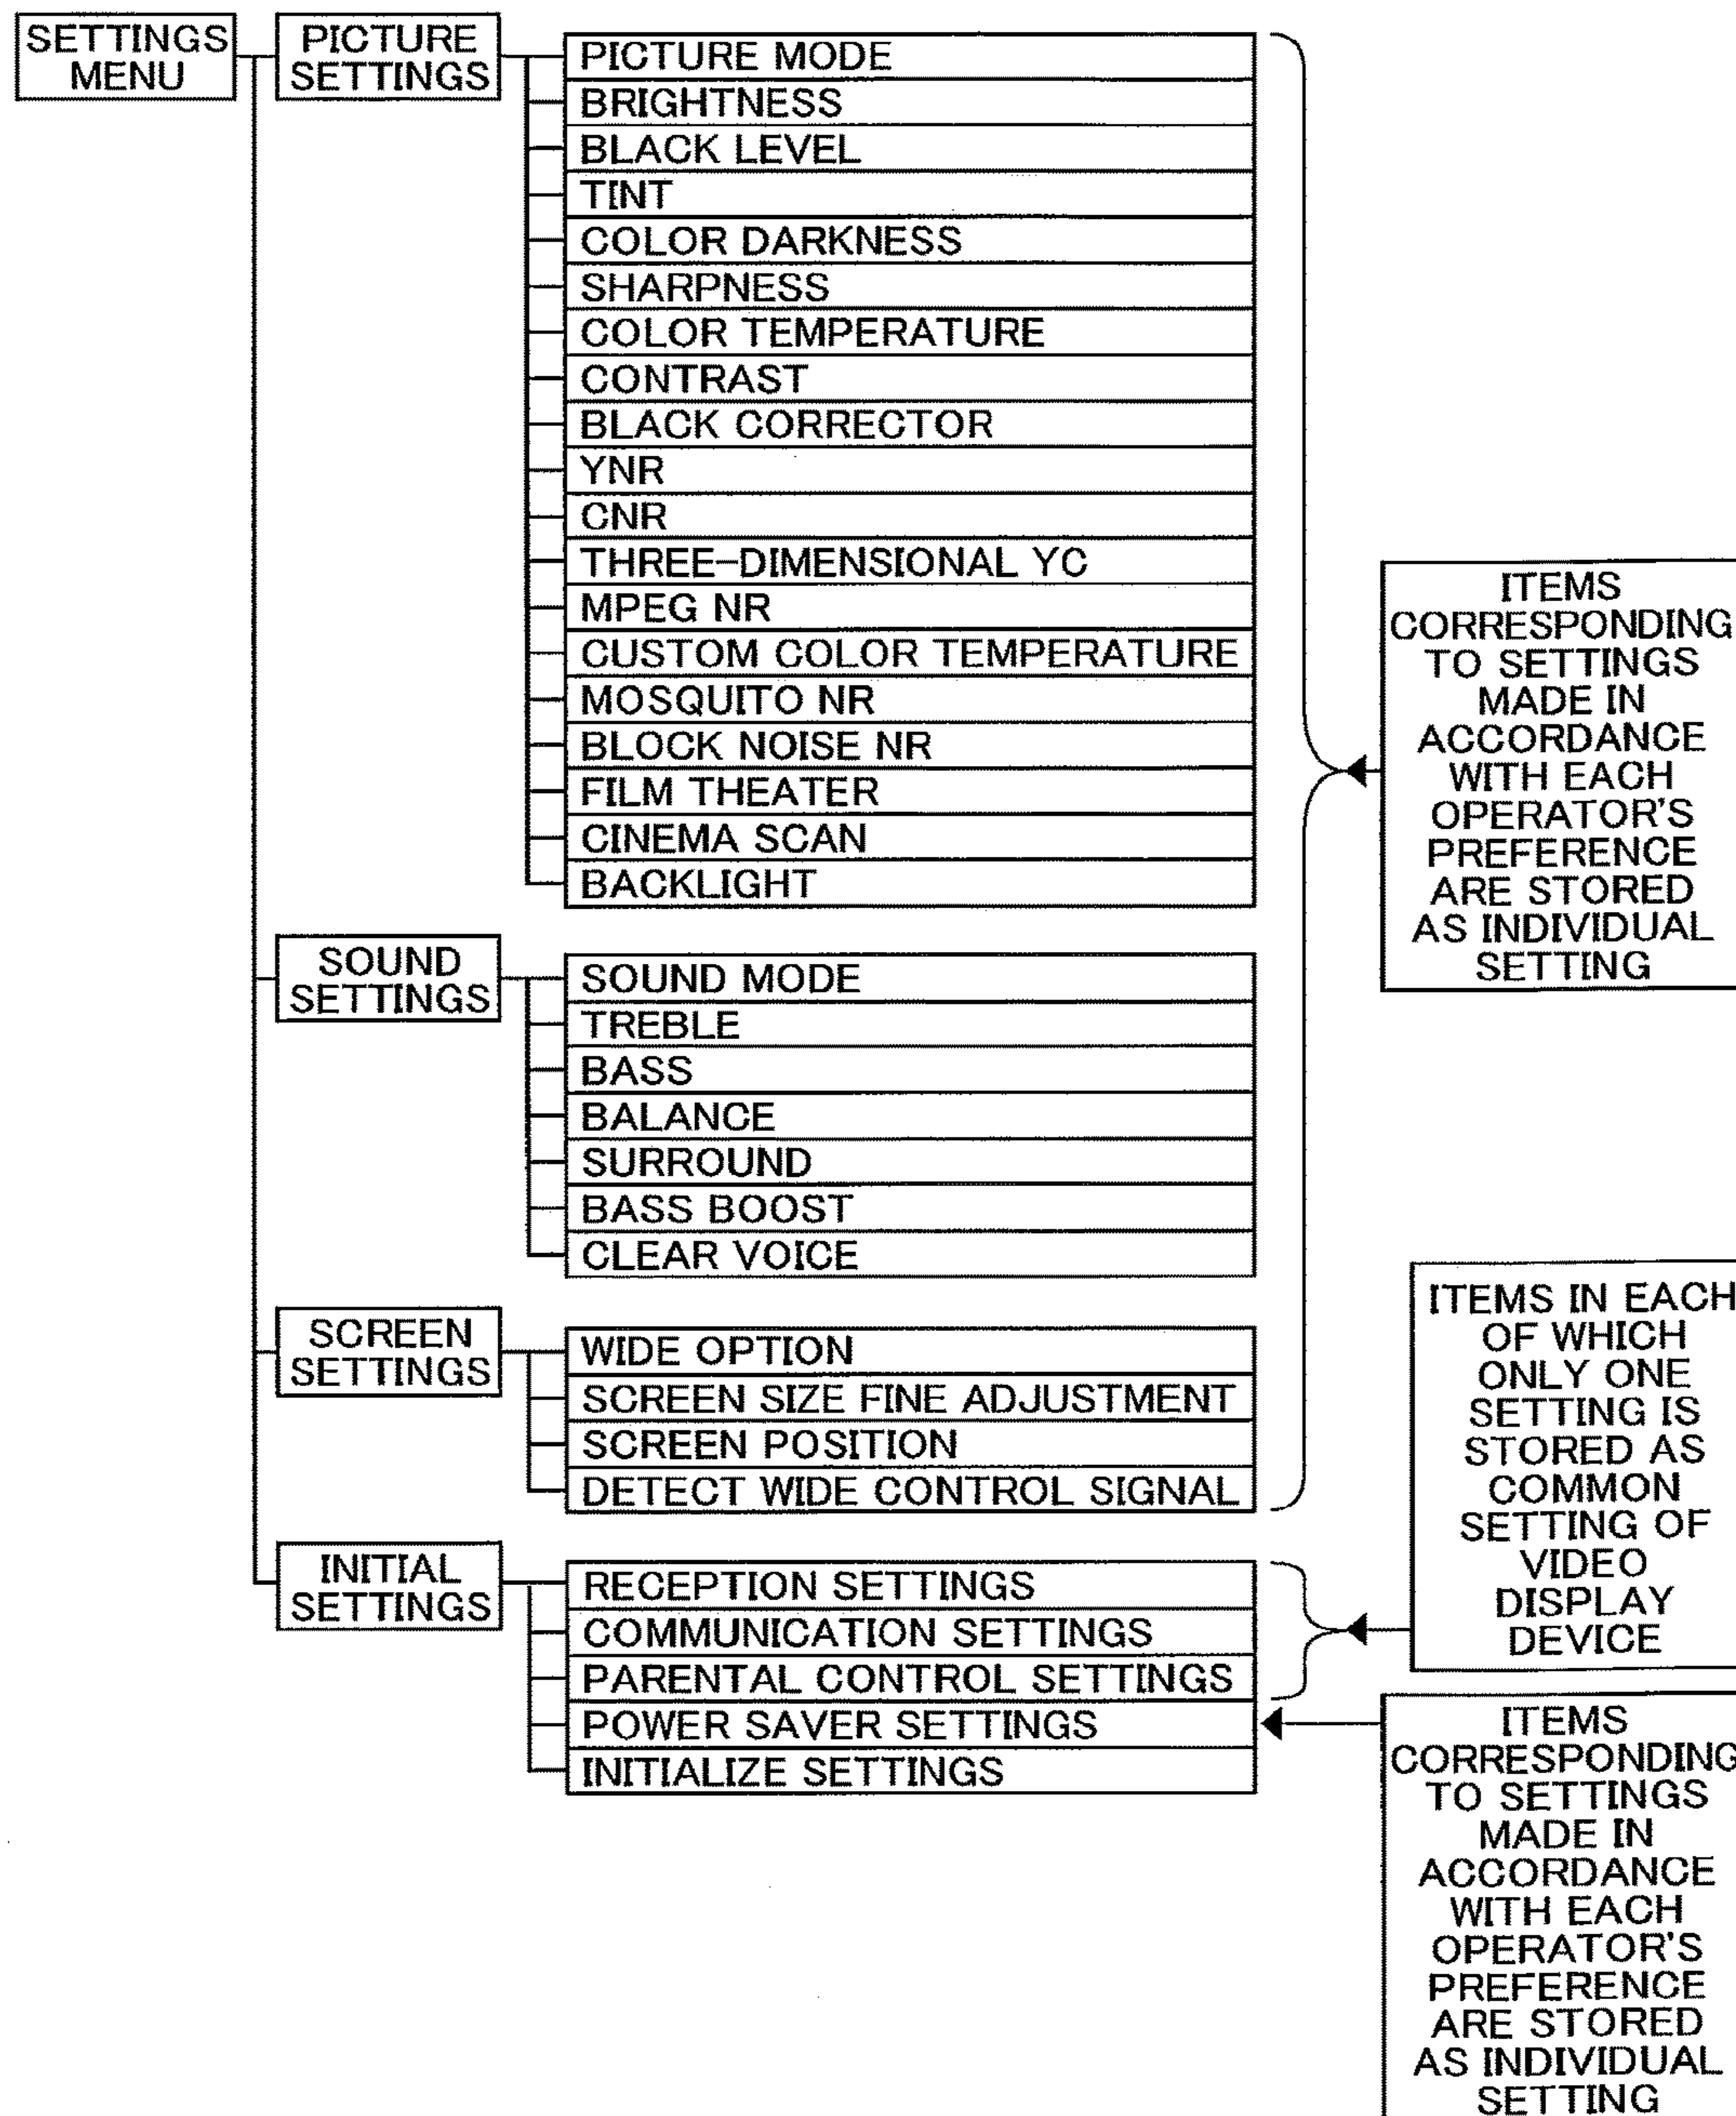 SETTINGS
MENU
PICTURE
SETTINGS
PICTURE MODE
BRIGHTNESS
BLACK LEVEL
TINT
COLOR DARKNESS
SHARPNESS
COLOR TEMPERATURE
CONTRAST
BLACK CORRECTOR
YNR
CNR
THREE-DIMENSIONAL YC
MPEG NR
CUSTOM COLOR TEMPERATURE
MOSQUITO NR
BLOCK NOISE NR
FILM THEATER
CINEMA SCAN
BACKLIGHT
SOUND
SETTINGS
SOUND MODE
TREBLE
BASS
BALANCE
SURROUND
BASS BOOST
CLEAR VOICE
SCREEN
SETTINGS
WIDE OPTION
SCREEN SIZE FINE ADJUSTMENT
SCREEN POSITION
DETECT WIDE CONTROL SIGNAL
ITEMS
CORRESPONDING
TO SETTINGS
MADE IN
ACCORDANCE
WITH EACH
OPERATOR'S
PREFERENCE
ARE STORED
AS INDIVIDUAL
SETTING
INITIAL
SETTINGS
RECEPTION SETTINGS
COMMUNICATION SETTINGS
PARENTAL CONTROL SETTINGS
POWER SAVER SETTINGS
INITIALIZE SETTINGS
ITEMS IN EACH
OF WHICH
ONLY ONE
SETTING IS
STORED AS
COMMON
SETTING OF
VIDEO
DISPLAY
DEVICE
ITEMS
CORRESPONDING
TO SETTINGS
MADE IN
ACCORDANCE
WITH EACH
OPERATOR'S
PREFERENCE
ARE STORED
AS INDIVIDUAL
SETTING